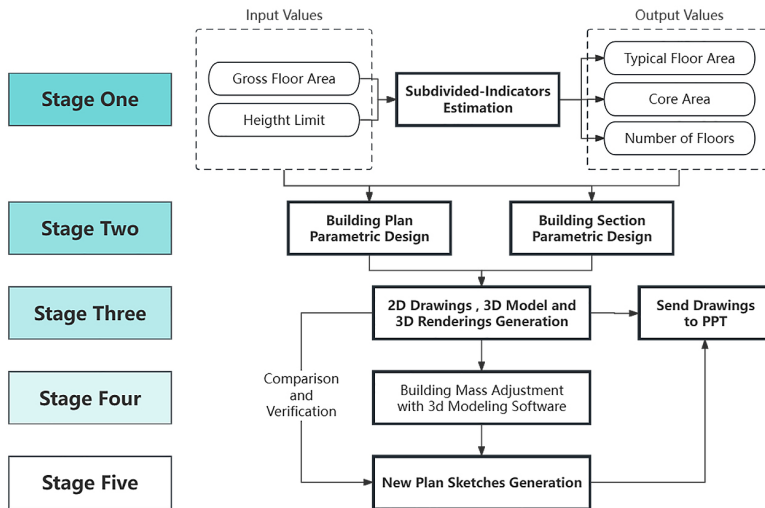 Input Values
Output Values
Stage One
Gross Floor Area
Heigtht Limit
Subdivided-Indicators
Estimation
Typical Floor Area
Core Area
Number of Floors
Stage Two
Building Plan
Parametric Design
Building Section
Parametric Design
Stage Three
2D Drawings , 3D Model and
3D Renderings Generation
Send Drawings
to PPT
Stage Four
Comparison
and
Verification
Building Mass Adjustment
with 3d Modeling Software
Stage Five
New Plan Sketches Generation